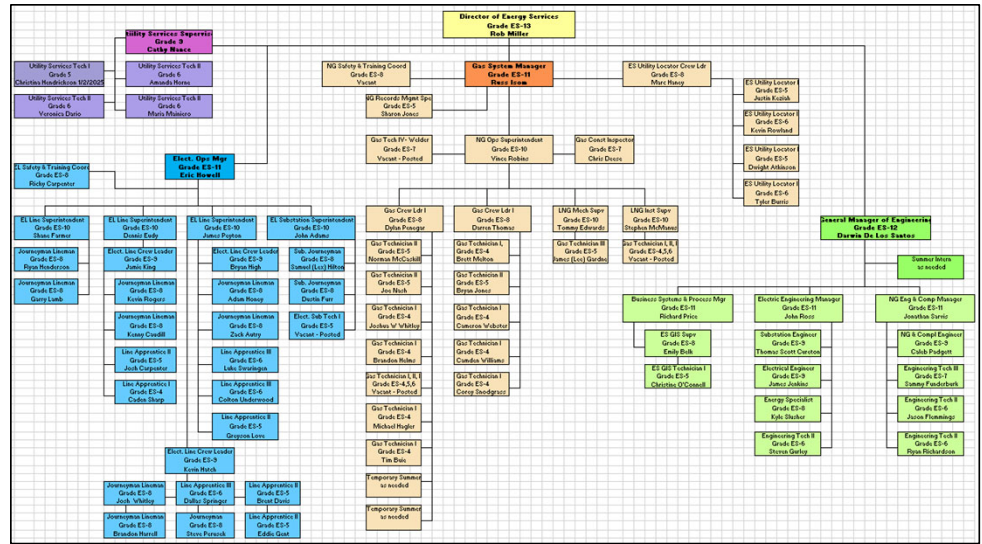 Director of Energy Services
Grade ES-13
Rob Miller
Utility Services Supervisor
Grade 9
Cathy Nance
Utility Services Tech I
Grade 5
Christina Hendrickson 1/2/2025
Utility Services Tech II
Grade 6
Amanda Horne
Utility Services Tech II
Grade 6
Veronica Dario
Utility Services Tech II
Grade 6
Maria Mainiero
NG Safety & Training Coord
Grade ES-8
Vacant
Gas System Manager
Grade ES-11
Russ Isom
ES Utility Locator Crew Ldr
Grade ES-8
Marc Haney
NG Records Mgmt Spec
Grade ES-5
Sharon Jones
ES Utility Locator I
Grade ES-5
Justin Kozish
ES Utility Locator I
Grade ES-6
Kevin Rowland
ES Utility Locator I
Grade ES-5
Dwight Atkinson
ES Utility Locator I
Grade ES-6
Tyler Burris
Gas Tech IV- Welder
Grade ES-7
Vacant - Posted
NG Ops Superintendent
Grade ES-10
Vince Robins
Gas Const Inspector
Grade ES-7
Chris Deese
Elect. Ops Mgr
Grade ES-11
Eric Howell
EL Safety & Training Coord
Grade ES-8
Ricky Carpenter
EL Line Superintendent
Grade ES-10
Shane Farmer
EL Line Superintendent
Grade ES-10
Dennis Eudy
EL Line Superintendent
Grade ES-10
James Peyton
EL Substation Superintendent
Grade ES-10
John Adams
Journeyman Lineman
Grade ES-8
Ryan Henderson
Journeyman Lineman
Grade ES-8
Garry Lumb
Elect. Line Crew Leader
Grade ES-9
Jamie King
Journeyman Lineman
Grade ES-8
Kevin Rogers
Journeyman Lineman
Grade ES-8
Kenny Caudill
Line Apprentice II
Grade ES-5
Josh Carpenter
Line Apprentice I
Grade ES-4
Caden Sharp
Elect. Line Crew Leader
Grade ES-9
Bryan High
Journeyman Lineman
Grade ES-8
Adam Honey
Journeyman Lineman
Grade ES-8
Zack Autry
Line Apprentice III
Grade ES-6
Luke Swaringen
Line Apprentice III
Grade ES-6
Colton Underwood
Line Apprentice II
Grade ES-5
Greyson Love
Sub. Journeyman
Grade ES-8
Samuel (Les) Hilton
Sub. Journeyman
Grade ES-8
Dustin Furr
Elect. Sub Tech I
Grade ES-5
Vacant - Posted
Elect. Line Crew Leader
Grade ES-9
Kevin Hatch
Journeyman Lineman
Grade ES-8
Josh Whitley
Line Apprentice III
Grade ES-6
Dallas Springer
Line Apprentice II
Grade ES-5
Brent Davis
Journeyman Lineman
Grade ES-8
Brandon Harrell
Journeyman
Grade ES-8
Steve
Line Apprentice II
Grade ES-5
Eddie Gant
Gas Crew Ldr I
Grade ES-8
Dylan Penegar
Gas Crew Ldr I
Grade ES-8
Darren Thomas
LNG Mech Supv
Grade ES-10
Tommy Edwards
LNG Inst Supv
Grade ES-10
Stephen McManus
Gas Technician II
Grade ES-5
Norman McCaskill
Gas Technician II
Grade ES-5
Joe Nash
Gas Technician I
Grade ES-4
Joshua W Whitley
Gas Technician I
Grade ES-4
Brandon Helms
Gas Technician I, II, I
Grade ES-4,5,6
Vacant - Posted
Gas Technician I
Grade ES-4
Michael Hagler
Gas Technician I
Grade ES-4
Tim Buie
Temporary Summer
as needed
Temporary Summer
as needed
Gas Technician I,
Grade ES-4
Brett Melton
Gas Technician II
Grade ES-5
Bryan Jones
Gas Technician I
Grade ES-4
Cameron Webster
Gas Technician I
Grade ES-4
Camden Williams
Gas Technician I
Grade ES-4
Corey Snodgrass
LNG Technician III
Grade ES-5
James (Leo) Gardne
Gas Technician I, II, I
Grade ES-4,5,6
Vacant - Posted
General Manager of Engineering
Grade ES-12
Darwin De Los Santos
Summer Intern
as needed
Business Systems & Process Mgr
Grade ES-11
Richard Price
Electric Engineering Manager
Grade ES-11
John Ross
NG Eng & Comp Manager
Grade ES-11
Jonathan Sarvis
ES GIS Supv
Grade ES-8
Emily Belk
ES GIS Technician I
Grade ES-5
Christine O'Connell
Substation Engineer
Grade ES-9
Thomas Scott Cureton
Electrical Engineer
Grade ES-9
James Jenkins
Energy Specialist
Grade ES-8
Kyle Slusher
Engineering Tech II
Grade ES-6
Steven Gurley
NG & Compl Engineer
Grade ES-9
Caleb Padgett
Engineering Tech III
Grade ES-7
Sammy Funderburk
Engineering Tech II
Grade ES-6
Jason Flemmings
Engineering Tech II
Grade ES-6
Ryan Richardson